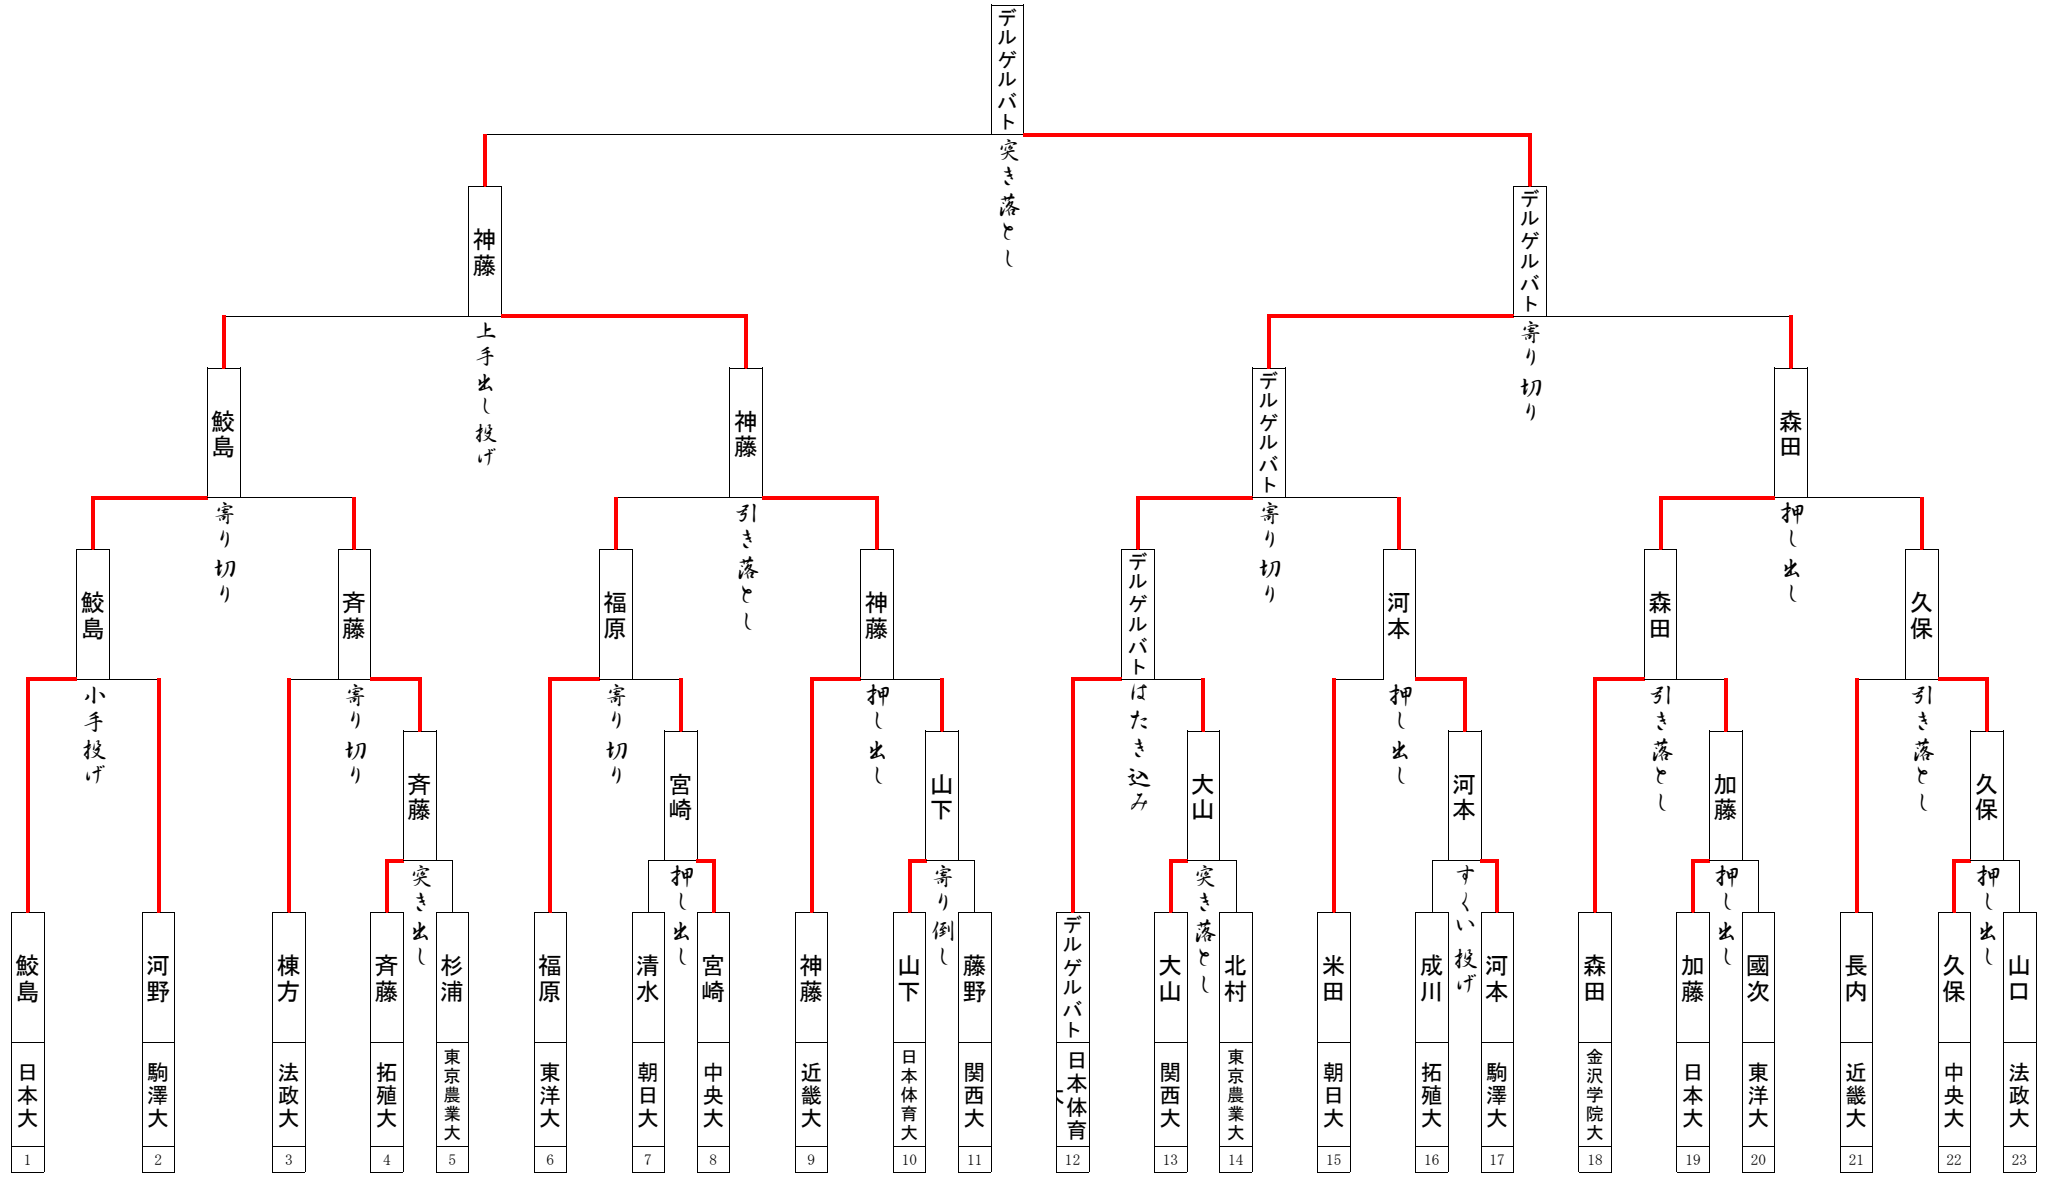 デルゲルバト
突き落とし
神藤
デルゲルバト
上手出し投げ
寄り切り
鮫島
神藤
デルゲルバト
森田
寄り切り
引き落とし
寄り切り
押し出し
鮫島
斉藤
福原
神藤
デルゲルバト
河本
森田
久保
小手投げ
寄り切り
寄り切り
押し出し
はたき込み
押し出し
引き落とし
引き落とし
斉藤
宮崎
山下
大山
河本
加藤
久保
突き出し
押し出し
寄り倒し
突き落とし
すくい投げ
押し出し
押し出し
鮫島
河野
棟方
斉藤
杉浦
福原
清水
宮崎
神藤
山下
藤野
デルゲルバト
大山
北村
米田
成川
河本
森田
加藤
國次
長内
久保
山口
日本大
駒澤大
法政大
拓殖大
東京農業大
東洋大
朝日大
中央大
近畿大
日本体育大
関西大
日本体育大
関西大
東京農業大
朝日大
拓殖大
駒澤大
金沢学院大
日本大
東洋大
近畿大
中央大
法政大
1
2
3
4
5
6
7
8
9
10
11
12
13
14
15
16
17
18
19
20
21
22
23